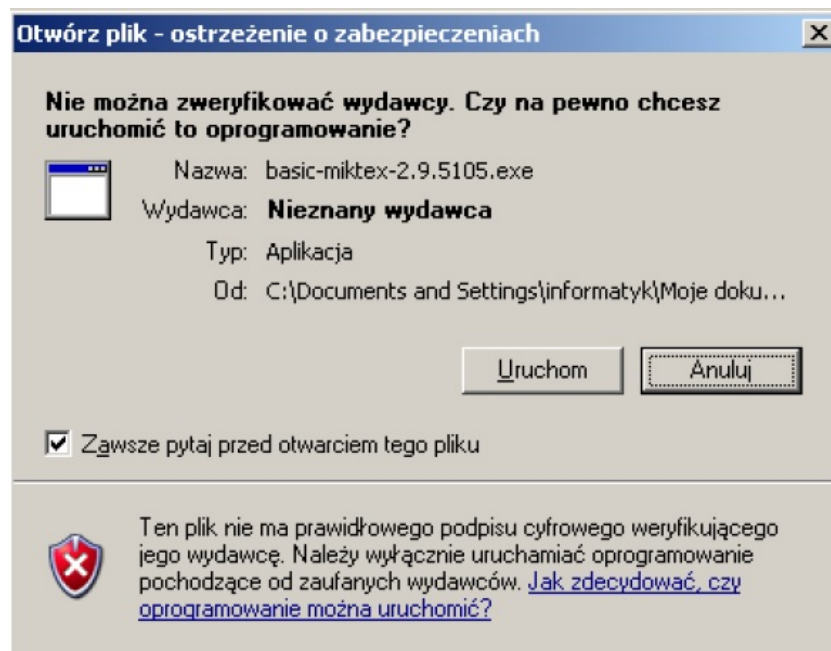 Otwórz plik - ostrzeżenie o zabezpieczeniach
Nie można zweryfikować wydawcy. Czy na pewno chcesz
uruchomić to oprogramowanie?
Nazwa: basic-miktex-2.9.5105.exe
Wydawca: Nieznany wydawca
Typ: Aplikacja
Od: C:\Documents and Settings\informatyk\Moje doku...
Uruchom Anuluj
Zawsze pytaj przed otwarciem tego pliku
Ten plik nie ma prawidłowego podpisu cyfrowego weryfikującego
jego wydawcę. Należy wyłącznie uruchamiać oprogramowanie
pochodzące od zaufanych wydawców. Jak zdecydować, czy
oprogramowanie można uruchomić?